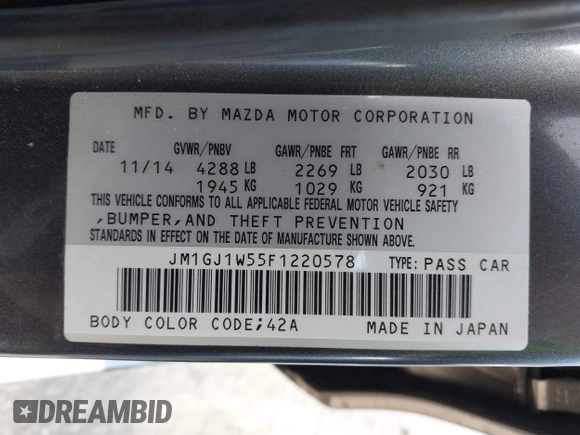 MFD. BY MAZDA MOTOR CORPORATION
DATE GVWR/PNBV GAWR/PNBE FRT GAWR/PNBE RR
11/14 4288 LB 2269 LB 2030 LB
1945 KG 1029 KG 921 KG
THIS VEHICLE CONFORMS TO ALL APPLICABLE FEDERAL MOTOR VEHICLE SAFETY
,BUMPER,AND THEFT PREVENTION
STANDARDS IN EFFECT ON THE DATE OF MANUFACTURE SHOWN ABOVE.
JM1GJ1W55F1220578 TYPE: PASS CAR
BODY COLOR CODE;42A MADE IN JAPAN
DREAMBID